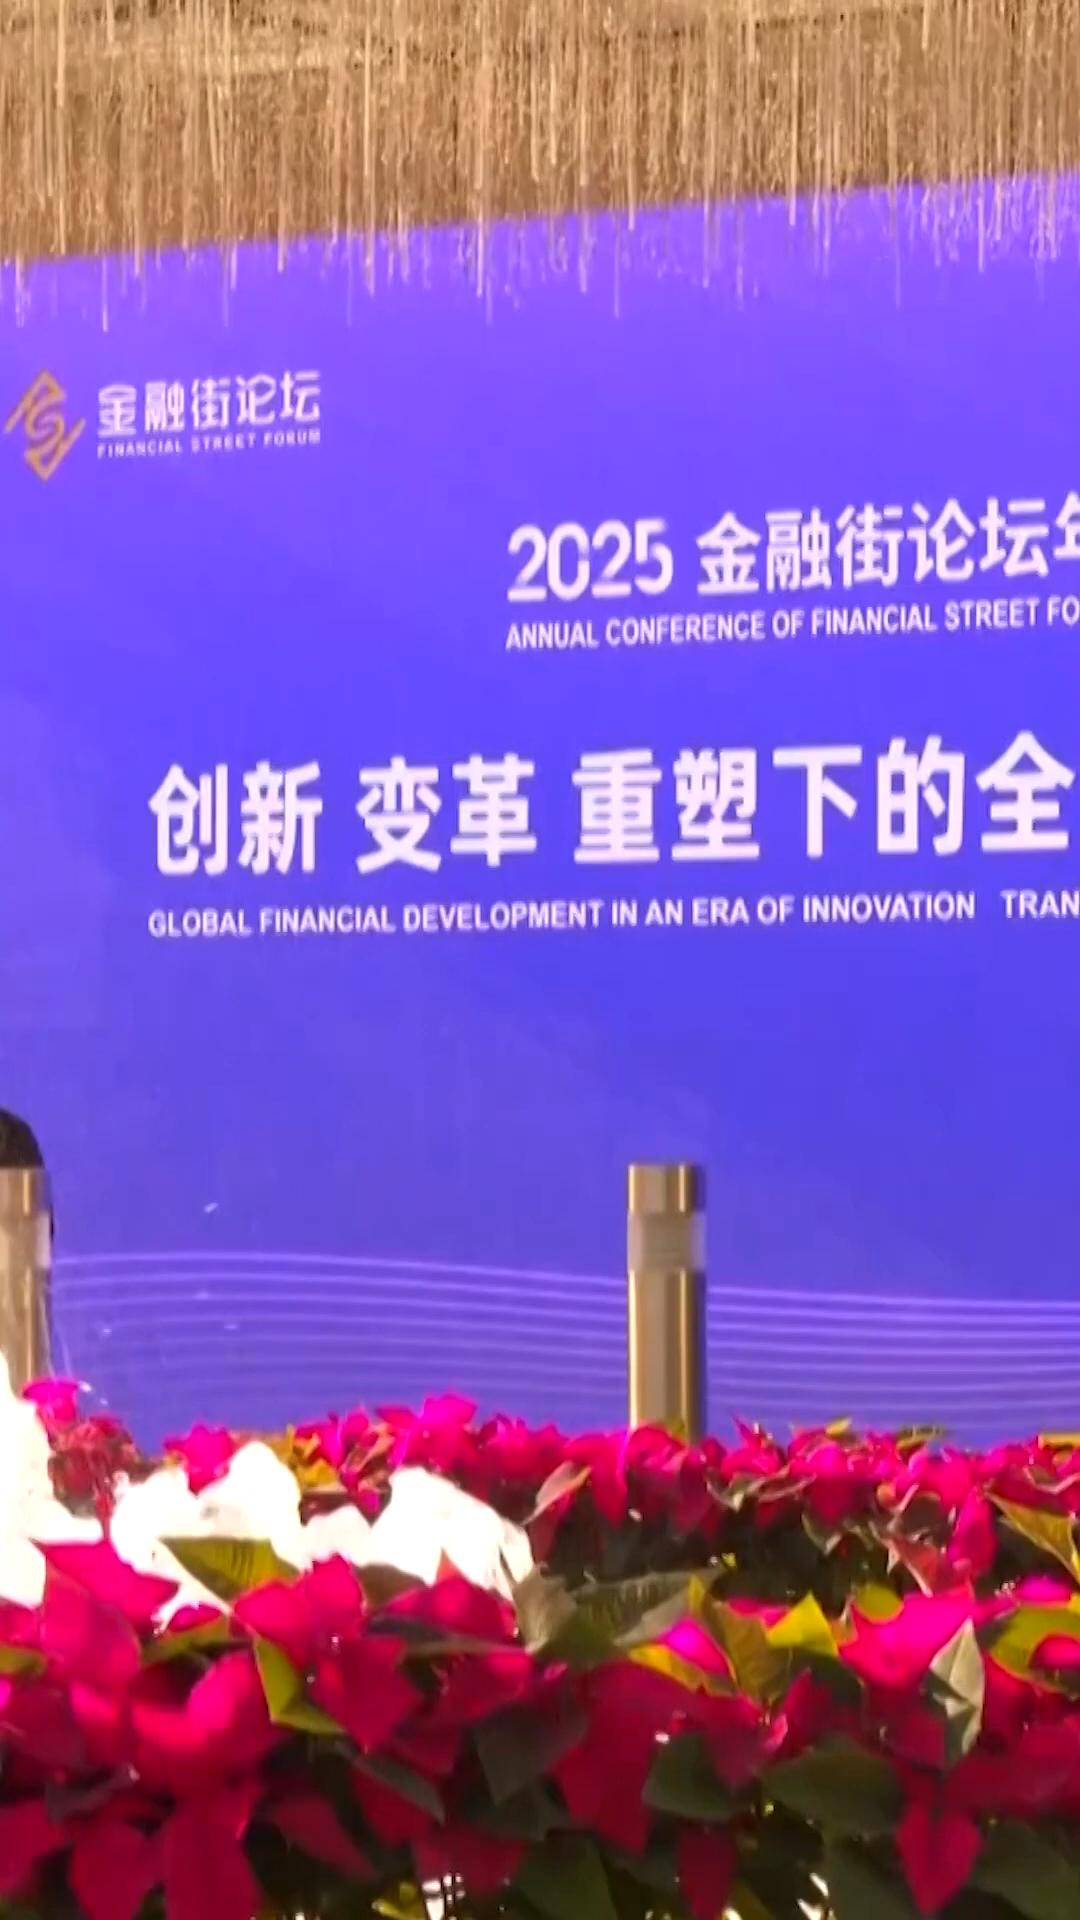 金融街论坛
FINANCIAL STREET FORUM
2025 金融街论坛年
ANNUAL CONFERENCE OF FINANCIAL STREET FO
创新 变革 重塑下的全
GLOBAL FINANCIAL DEVELOPMENT IN AN ERA OF INNOVATION TRAN